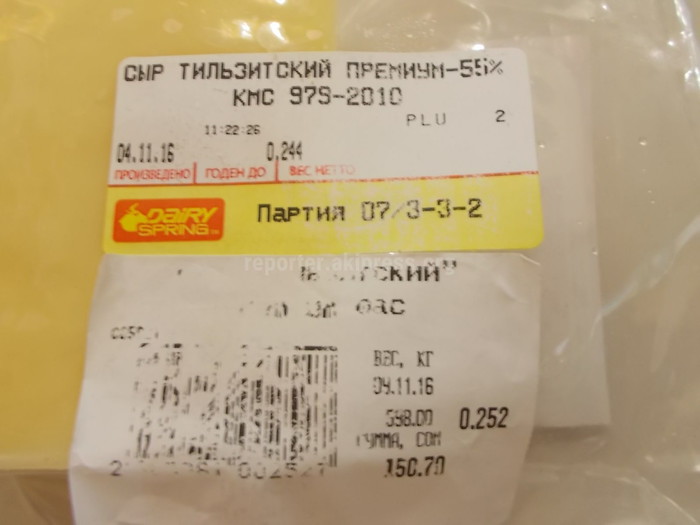 СЫР ТИЛЬЗИТСКИЙ ПРЕМИУМ-55%
КМС 979-2010
PLU 2
11:22:26
04.11.16 0.244
ПРОИЗВЕДЕНО ГОДЕН ДО ВЕС НЕТТО
DAIRY SPRING
Партия 07/3-3-2
reporter.akipress.org
ВЕС, КГ
09.11.16
598.00 0.252
СУММА, СОМ
150.70